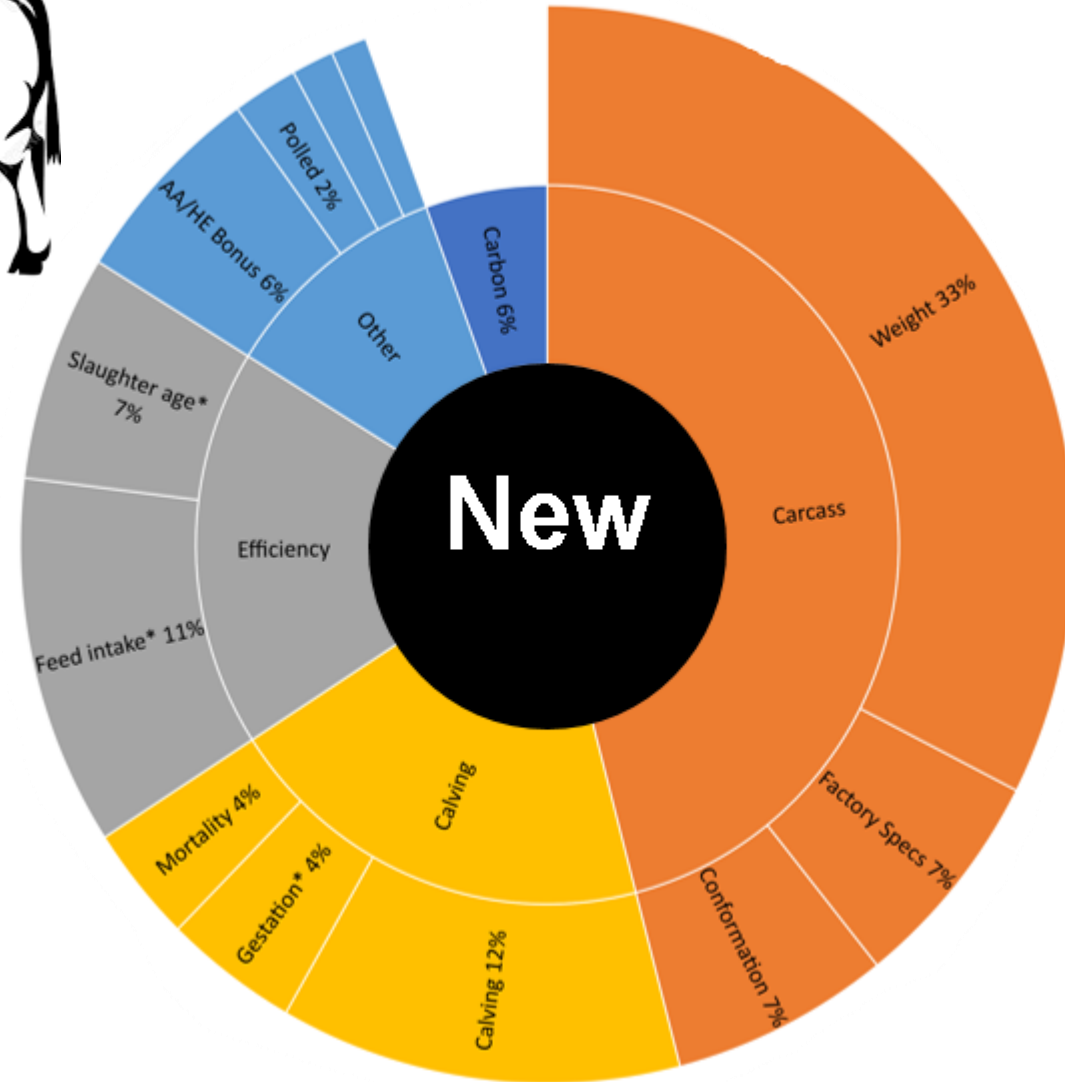 New
Carcass
Weight 33%
Factory Specs 7%
Conformation 7%
Calving
Calving 12%
Gestation* 4%
Mortality 4%
Efficiency
Feed intake* 11%
Slaughter age*
7%
Other
AA/HE Bonus 6%
Polled 2%
Carbon 6%